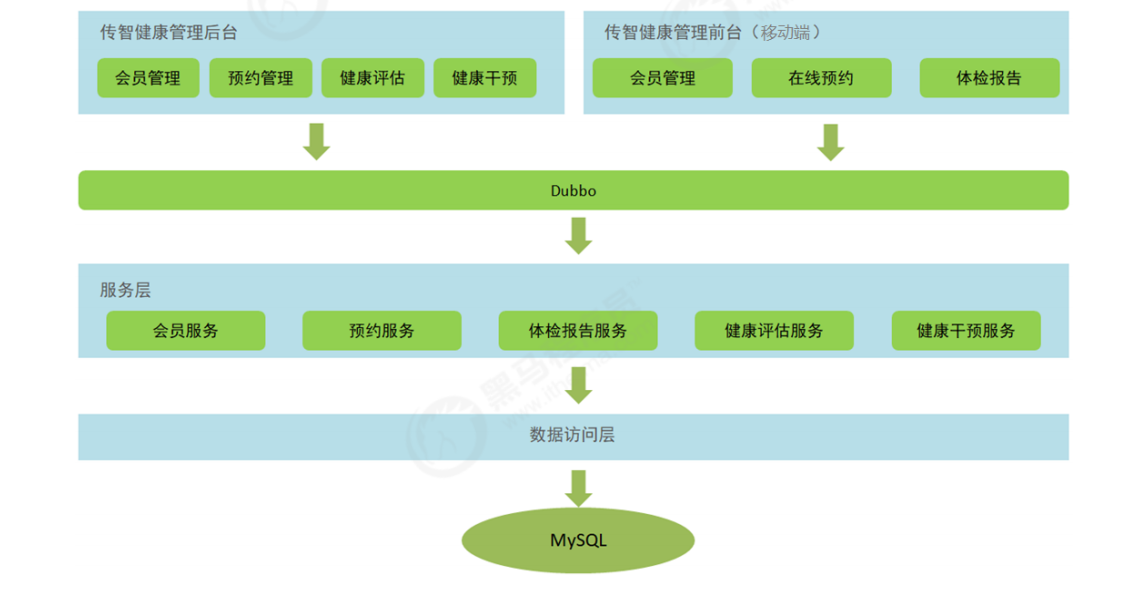 传智健康管理后台
会员管理 预约管理 健康评估 健康干预
传智健康管理前台（移动端）
会员管理 在线预约 体检报告
Dubbo
服务层
会员服务 预约服务 体检报告服务 健康评估服务 健康干预服务
数据访问层
MySQL